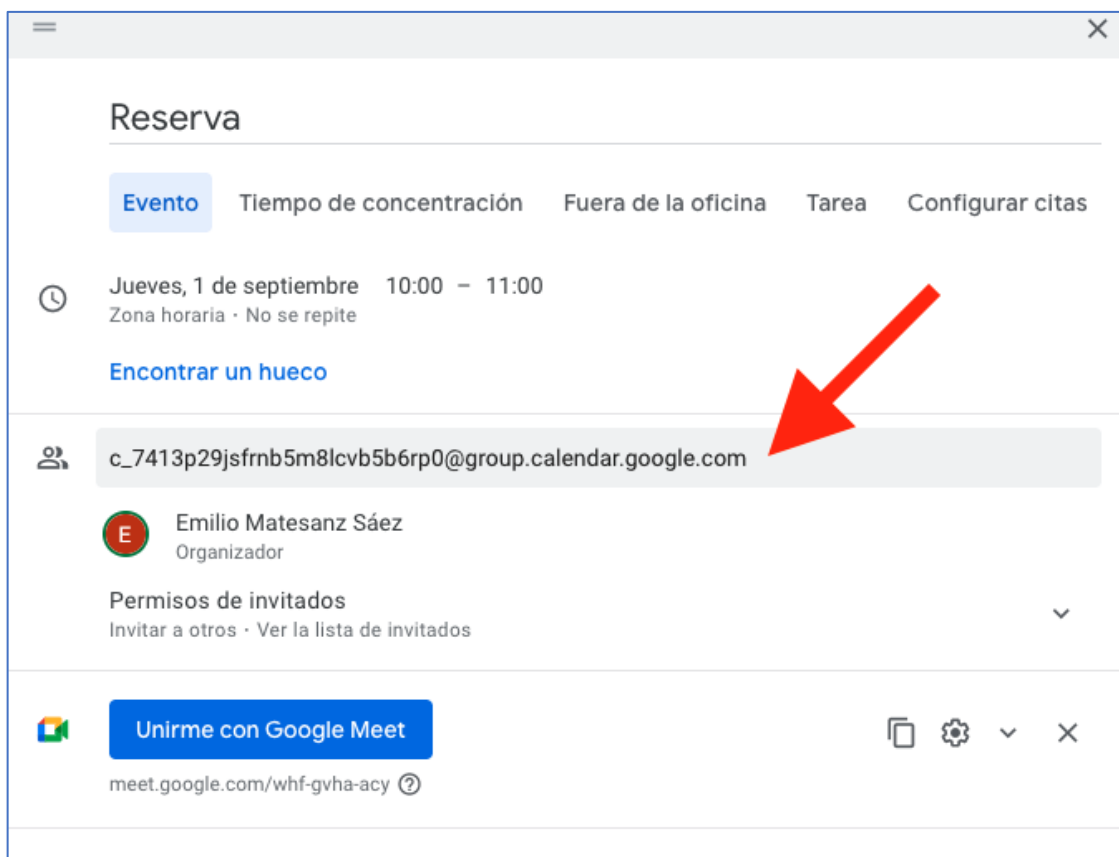 Reserva
Evento Tiempo de concentración Fuera de la oficina Tarea Configurar citas
Jueves, 1 de septiembre 10:00 – 11:00
Zona horaria · No se repite
Encontrar un hueco
c_7413p29jsfrnb5m8lcvb5b6rp0@group.calendar.google.com
E
Emilio Matesanz Sáez
Organizador
Permisos de invitados
Invitar a otros · Ver la lista de invitados
Unirme con Google Meet
meet.google.com/whf-gvha-acy